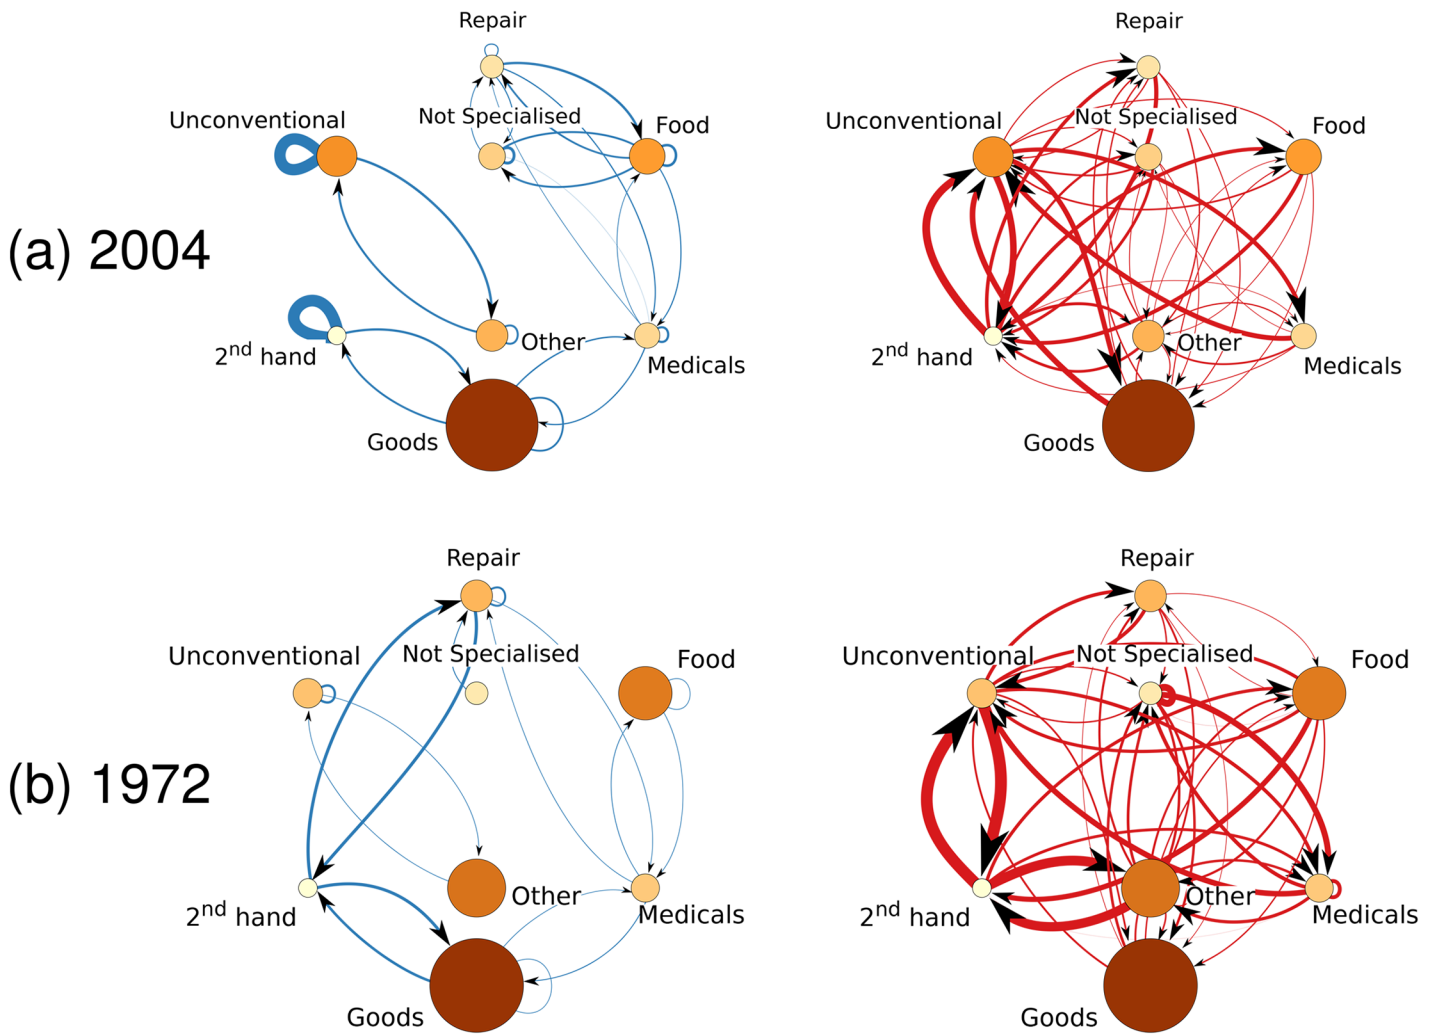 Repair
Unconventional
Not Specialised
Food
(a) 2004
2nd hand
Other
Medicals
Goods
Repair
Unconventional
Not Specialised
Food
2nd hand
Other
Medicals
Goods
Repair
Unconventional
Not Specialised
Food
(b) 1972
2nd hand
Other
Medicals
Goods
Repair
Unconventional
Not Specialised
Food
2nd hand
Other
Medicals
Goods